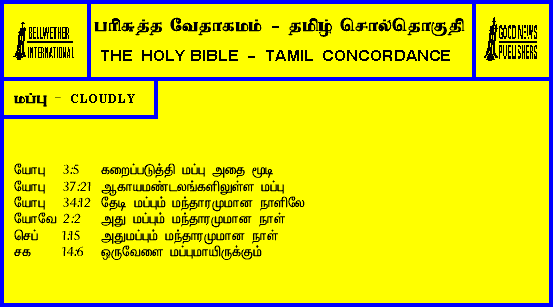 BELLWETHER
INTERNATIONAL
பரிசுத்த வேதாகமம் - தமிழ் சொல்தொகுதி
THE HOLY BIBLE - TAMIL CONCORDANCE
GOOD NEWS
PUBLISHERS
மப்பு - CLOUDLY
யோபு 3:5 கறைப்படுத்தி மப்பு அதை மூடி
யோபு 37:21 ஆகாயமண்டலங்களிலுள்ள மப்பு
யோபு 34:12 தேடி மப்பும் மந்தாரமுமான நாளிலே
யோவே 2:2 அது மப்பும் மந்தாரமுமான நாள்
செப் 1:15 அதுமப்பும் மந்தாரமுமான நாள்
சக 14:6 ஒருவேளை மப்புமாயிருக்கும்